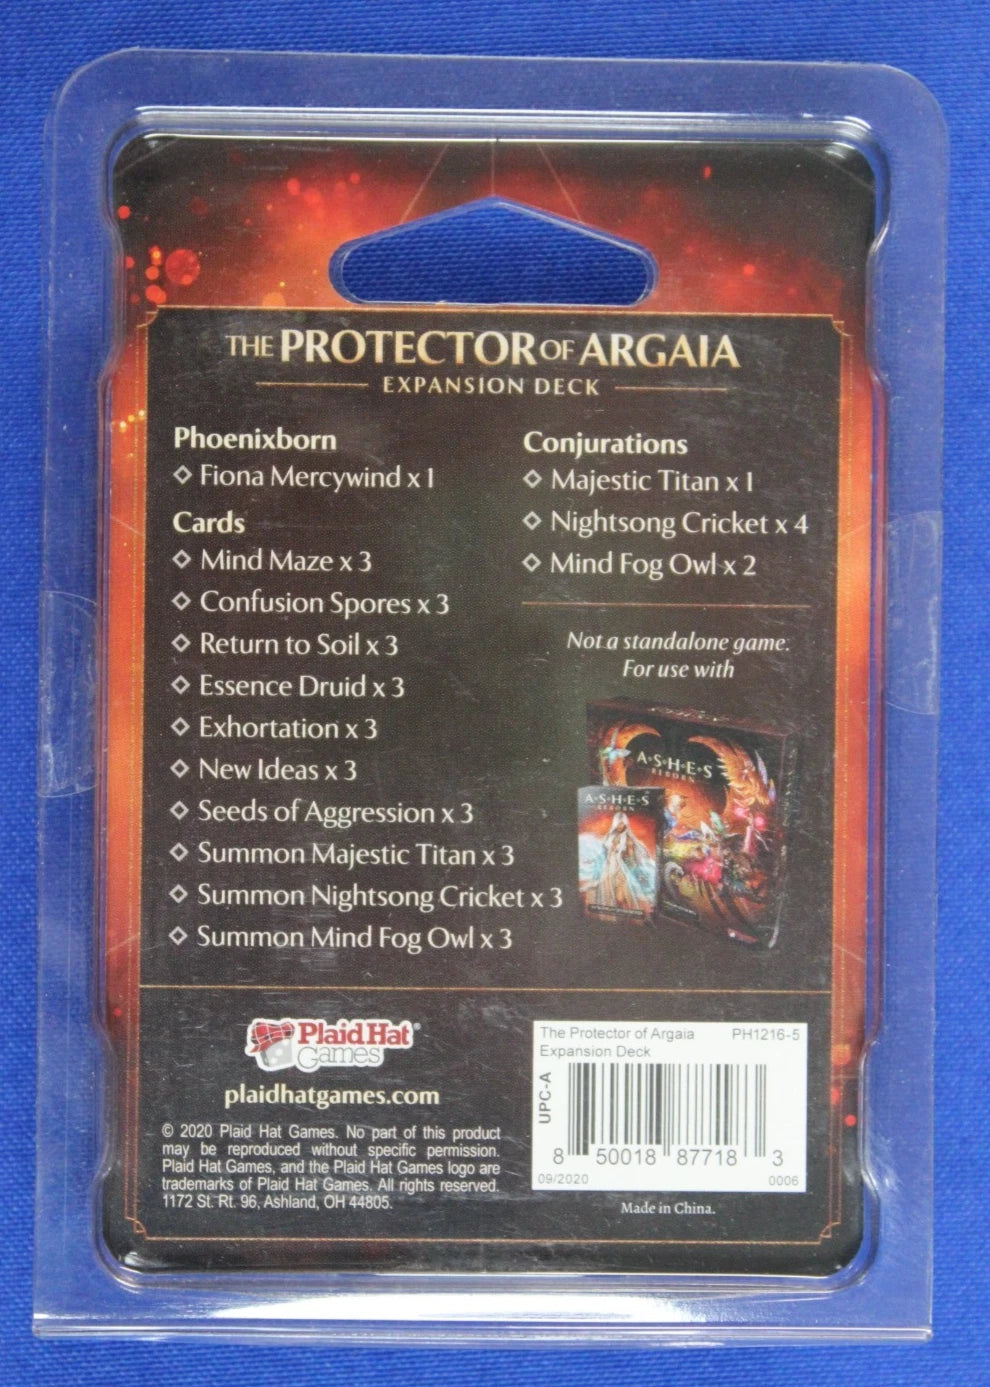 THE PROTECTOR OF ARGAIA
EXPANSION DECK
Phoenixborn
Fiona Mercywind x 1
Cards
Mind Maze x 3
Confusion Spores x 3
Return to Soil x 3
Essence Druid x 3
Exhortation x 3
New Ideas x 3
Seeds of Aggression x 3
Summon Majestic Titan x 3
Summon Nightsong Cricket x 3
Summon Mind Fog Owl x 3
Conjurations
Majestic Titan x 1
Nightsong Cricket x 4
Mind Fog Owl x 2
Not a standalone game.
For use with
A·S·H·E·S
REBORN
A·S·H·E·S
REBORN
Plaid Hat®
Games
plaidhatgames.com
© 2020 Plaid Hat Games. No part of this product
may be reproduced without specific permission.
Plaid Hat Games, and the Plaid Hat Games logo are
trademarks of Plaid Hat Games. All rights reserved.
1172 St. Rt. 96, Ashland, OH 44805.
The Protector of Argaia PH1216-5
Expansion Deck
UPC-A
8 50018 87718 3
09/2020 0006
Made in China.